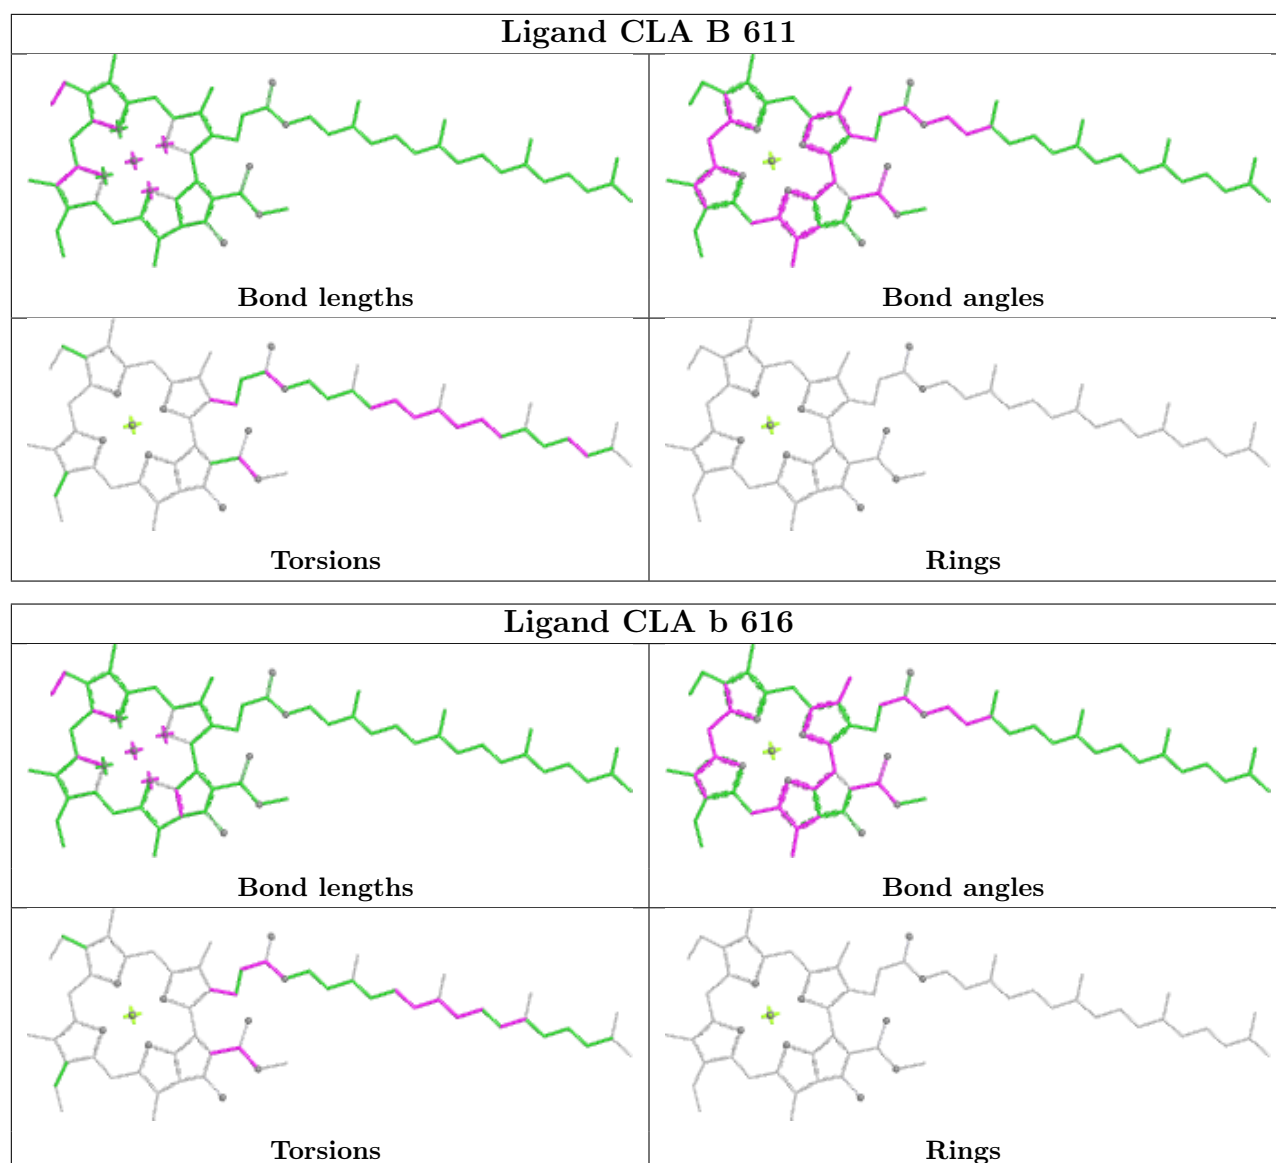 Ligand CLA B 611
Bond lengths
Bond angles
Torsions
Rings
Ligand CLA b 616
Bond lengths
Bond angles
Torsions
Rings